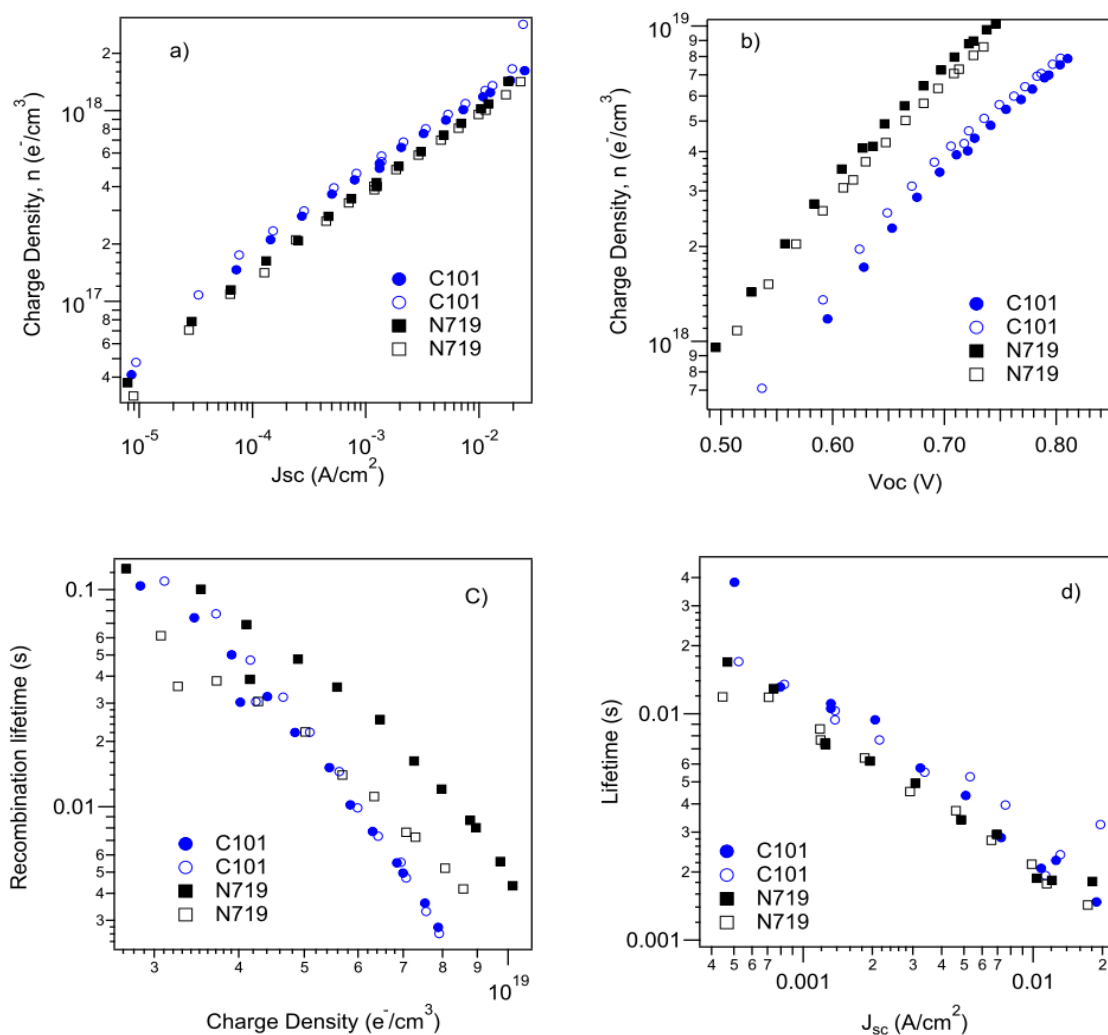 a)
Charge Density, n (e⁻/cm³)
2
10¹⁸
8
6
4
2
10¹⁷
8
6
4
10⁻⁵ 10⁻⁴ 10⁻³ 10⁻²
Jsc (A/cm²)
C101
C101
N719
N719
b)
Charge Density, n (e⁻/cm³)
10¹⁹
9
8
7
6
5
4
3
2
10¹⁸
9
8
7
0.50 0.60 0.70 0.80
Voc (V)
C101
C101
N719
N719
C)
Recombination lifetime (s)
0.1
6
5
4
3
2
0.01
6
5
4
3
3 4 5 6 7 8 9 10¹⁹
Charge Density (e⁻/cm³)
C101
C101
N719
N719
d)
Lifetime (s)
4
3
2
0.01
6
5
4
3
2
0.001
4 5 6 7 2 3 4 5 6 7 2
0.001 0.01
Jsc (A/cm²)
C101
C101
N719
N719